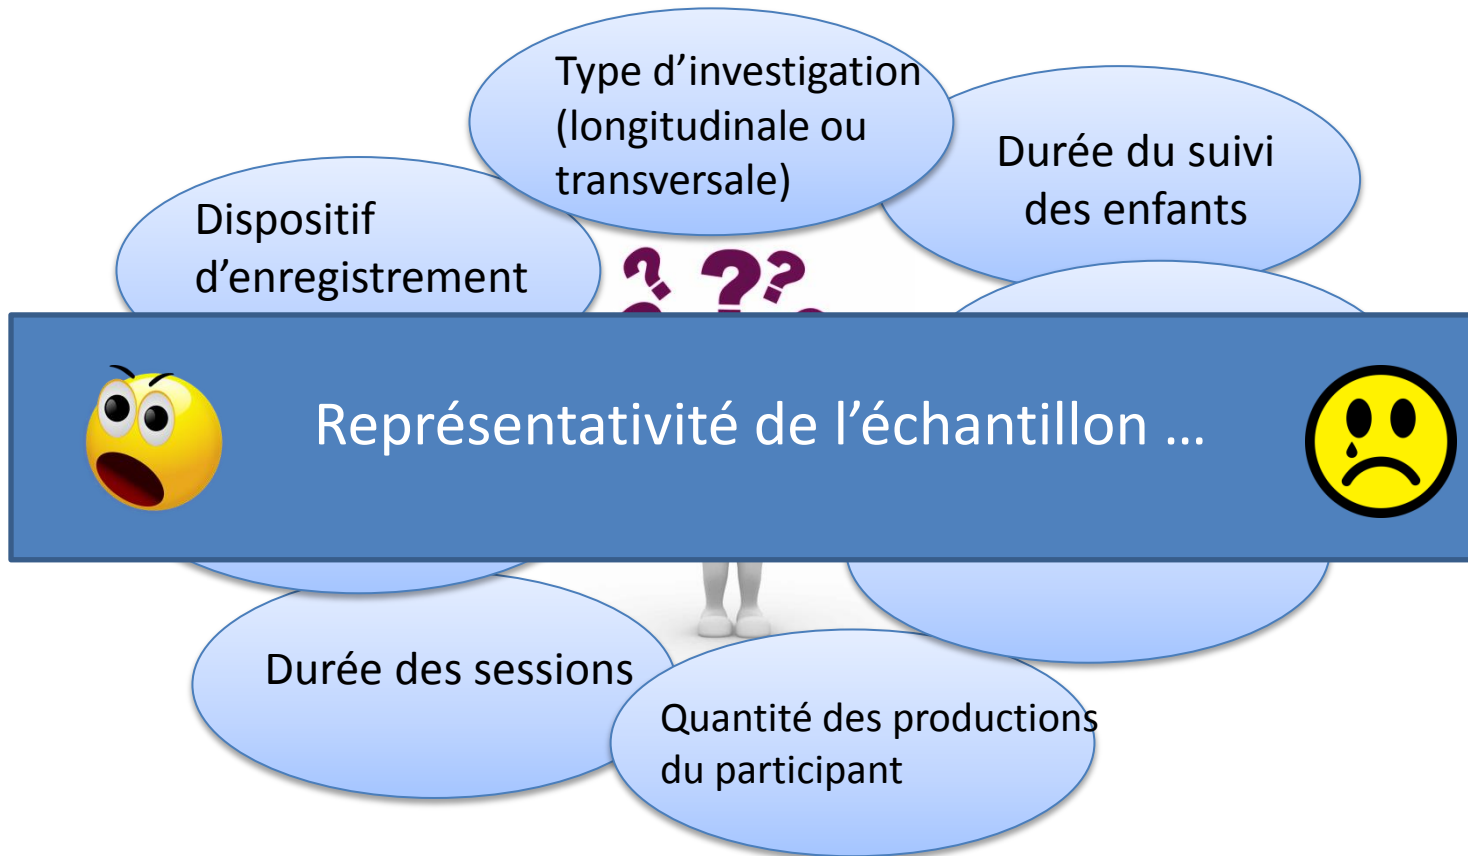 Type d’investigation
(longitudinale ou
transversale)
Durée du suivi
des enfants
Dispositif
d’enregistrement
Représentativité de l’échantillon ...
Durée des sessions
Quantité des productions
du participant